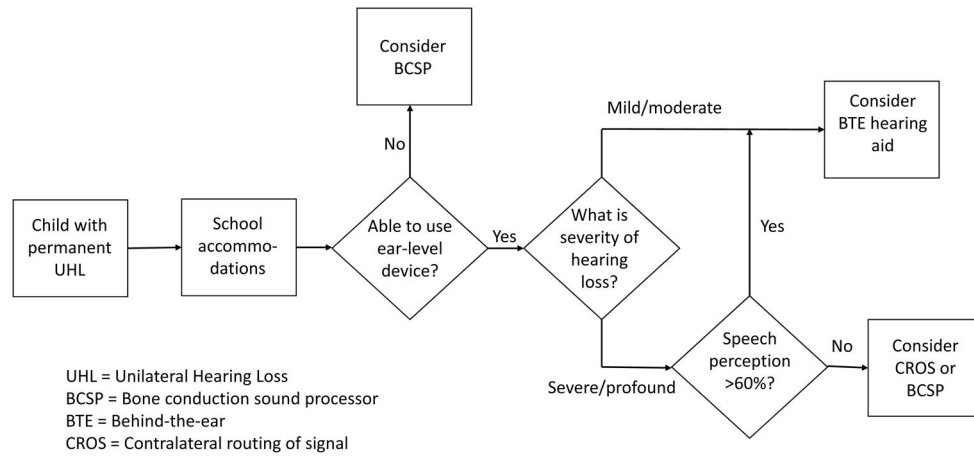 Consider
BCSP
No
Child with
permanent
UHL
School
accommo-
dations
Able to use
ear-level
device?
Yes
What is
severity of
hearing
loss?
Mild/moderate
Consider
BTE hearing
aid
Yes
Severe/profound
Speech
perception
>60%?
No
Consider
CROS or
BCSP
UHL = Unilateral Hearing Loss
BCSP = Bone conduction sound processor
BTE = Behind-the-ear
CROS = Contralateral routing of signal